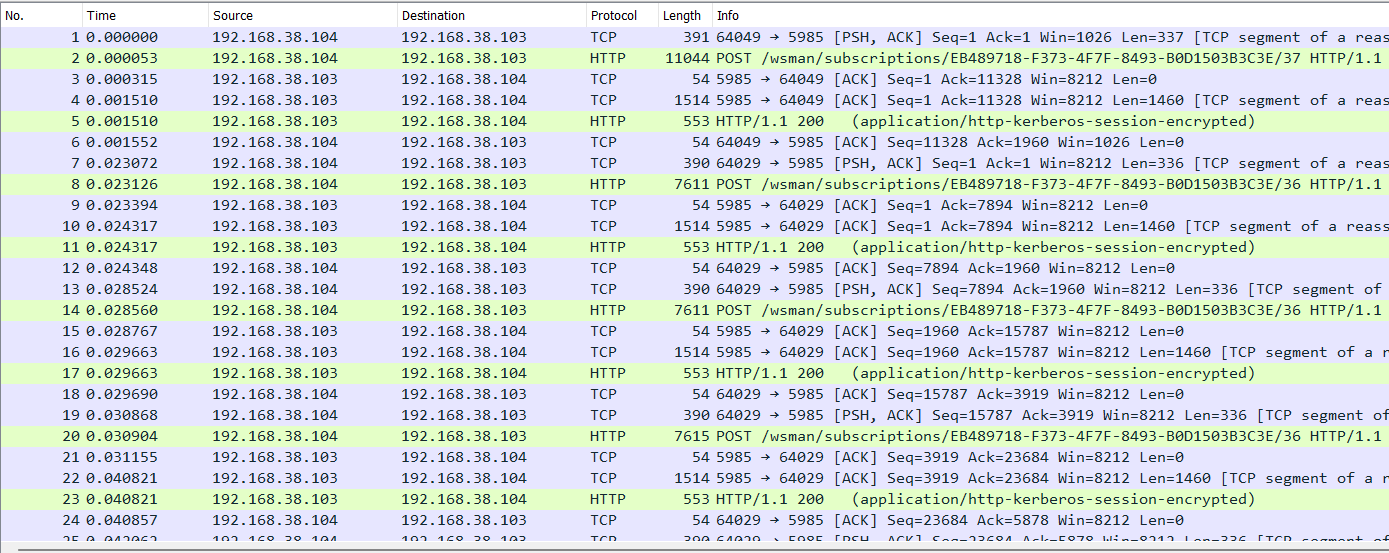 No. Time Source Destination Protocol Length Info
1 0.000000 192.168.38.104 192.168.38.103 TCP 391 64049 → 5985 [PSH, ACK] Seq=1 Ack=1 Win=1026 Len=337 [TCP segment of a reas
2 0.000053 192.168.38.104 192.168.38.103 HTTP 11044 POST /wsman/subscriptions/EB489718-F373-4F7F-8493-B0D1503B3C3E/37 HTTP/1.1
3 0.000315 192.168.38.103 192.168.38.104 TCP 54 5985 → 64049 [ACK] Seq=1 Ack=11328 Win=8212 Len=0
4 0.001510 192.168.38.103 192.168.38.104 TCP 1514 5985 → 64049 [ACK] Seq=1 Ack=11328 Win=8212 Len=1460 [TCP segment of a reas
5 0.001510 192.168.38.103 192.168.38.104 HTTP 553 HTTP/1.1 200 (application/http-kerberos-session-encrypted)
6 0.001552 192.168.38.104 192.168.38.103 TCP 54 64049 → 5985 [ACK] Seq=11328 Ack=1960 Win=1026 Len=0
7 0.023072 192.168.38.104 192.168.38.103 TCP 390 64029 → 5985 [PSH, ACK] Seq=1 Ack=1 Win=8212 Len=336 [TCP segment of a reas
8 0.023126 192.168.38.104 192.168.38.103 HTTP 7611 POST /wsman/subscriptions/EB489718-F373-4F7F-8493-B0D1503B3C3E/36 HTTP/1.1
9 0.023394 192.168.38.103 192.168.38.104 TCP 54 5985 → 64029 [ACK] Seq=1 Ack=7894 Win=8212 Len=0
10 0.024317 192.168.38.103 192.168.38.104 TCP 1514 5985 → 64029 [ACK] Seq=1 Ack=7894 Win=8212 Len=1460 [TCP segment of a reass
11 0.024317 192.168.38.103 192.168.38.104 HTTP 553 HTTP/1.1 200 (application/http-kerberos-session-encrypted)
12 0.024348 192.168.38.104 192.168.38.103 TCP 54 64029 → 5985 [ACK] Seq=7894 Ack=1960 Win=8212 Len=0
13 0.028524 192.168.38.104 192.168.38.103 TCP 390 64029 → 5985 [PSH, ACK] Seq=7894 Ack=1960 Win=8212 Len=336 [TCP segment of
14 0.028560 192.168.38.104 192.168.38.103 HTTP 7611 POST /wsman/subscriptions/EB489718-F373-4F7F-8493-B0D1503B3C3E/36 HTTP/1.1
15 0.028767 192.168.38.103 192.168.38.104 TCP 54 5985 → 64029 [ACK] Seq=1960 Ack=15787 Win=8212 Len=0
16 0.029663 192.168.38.103 192.168.38.104 TCP 1514 5985 → 64029 [ACK] Seq=1960 Ack=15787 Win=8212 Len=1460 [TCP segment of a r
17 0.029663 192.168.38.103 192.168.38.104 HTTP 553 HTTP/1.1 200 (application/http-kerberos-session-encrypted)
18 0.029690 192.168.38.104 192.168.38.103 TCP 54 64029 → 5985 [ACK] Seq=15787 Ack=3919 Win=8212 Len=0
19 0.030868 192.168.38.104 192.168.38.103 TCP 390 64029 → 5985 [PSH, ACK] Seq=15787 Ack=3919 Win=8212 Len=336 [TCP segment of
20 0.030904 192.168.38.104 192.168.38.103 HTTP 7615 POST /wsman/subscriptions/EB489718-F373-4F7F-8493-B0D1503B3C3E/36 HTTP/1.1
21 0.031155 192.168.38.103 192.168.38.104 TCP 54 5985 → 64029 [ACK] Seq=3919 Ack=23684 Win=8212 Len=0
22 0.040821 192.168.38.103 192.168.38.104 TCP 1514 5985 → 64029 [ACK] Seq=3919 Ack=23684 Win=8212 Len=1460 [TCP segment of a r
23 0.040821 192.168.38.103 192.168.38.104 HTTP 553 HTTP/1.1 200 (application/http-kerberos-session-encrypted)
24 0.040857 192.168.38.104 192.168.38.103 TCP 54 64029 → 5985 [ACK] Seq=23684 Ack=5878 Win=8212 Len=0
25 0.042062 192.168.38.104 192.168.38.103 TCP 390 64029 → 5985 [PSH, ACK] Seq=23684 Ack=5878 Win=8212 Len=336 [TCP segment of